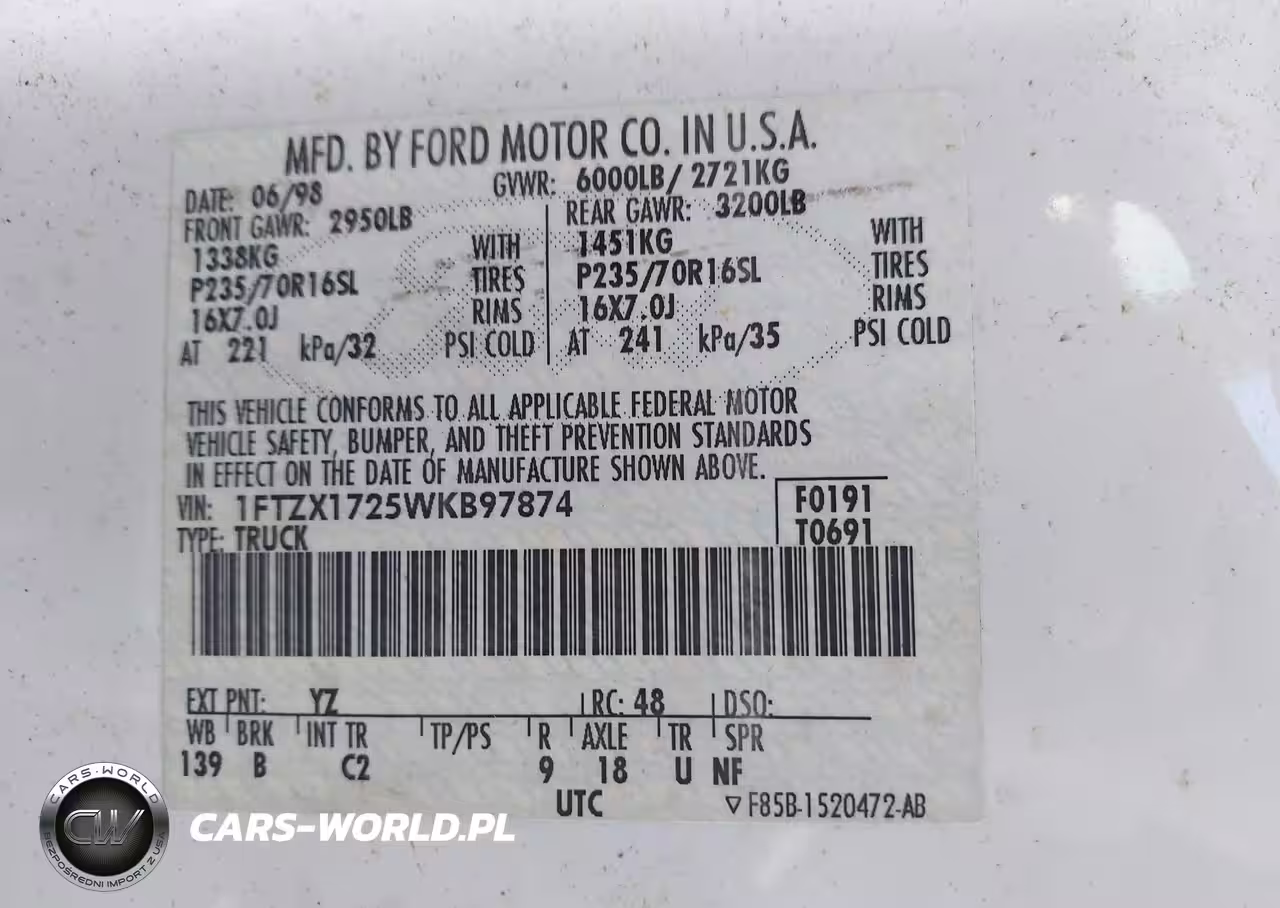 MFD. BY FORD MOTOR CO. IN U.S.A.
DATE: 06/98 GVWR: 6000LB/ 2721KG
FRONT GAWR: 2950LB REAR GAWR: 3200LB
1338KG WITH 1451KG WITH
P235/70R16SL TIRES P235/70R16SL TIRES
16X7.0J RIMS 16X7.0J RIMS
AT 221 kPa/32 PSI COLD AT 241 kPa/35 PSI COLD
THIS VEHICLE CONFORMS TO ALL APPLICABLE FEDERAL MOTOR
VEHICLE SAFETY, BUMPER, AND THEFT PREVENTION STANDARDS
IN EFFECT ON THE DATE OF MANUFACTURE SHOWN ABOVE.
VIN: 1FTZX1725WKB97874 F0191
TYPE: TRUCK T0691
EXT PNT: YZ RC: 48 DSO:
WB BRK INT TR TP/PS R AXLE TR SPR
139 B C2 9 18 U NF
UTC ▽ F85B-1520472-AB
CARS-WORLD
CW
BEZPOŚREDNI IMPORT Z USA
CARS-WORLD.PL